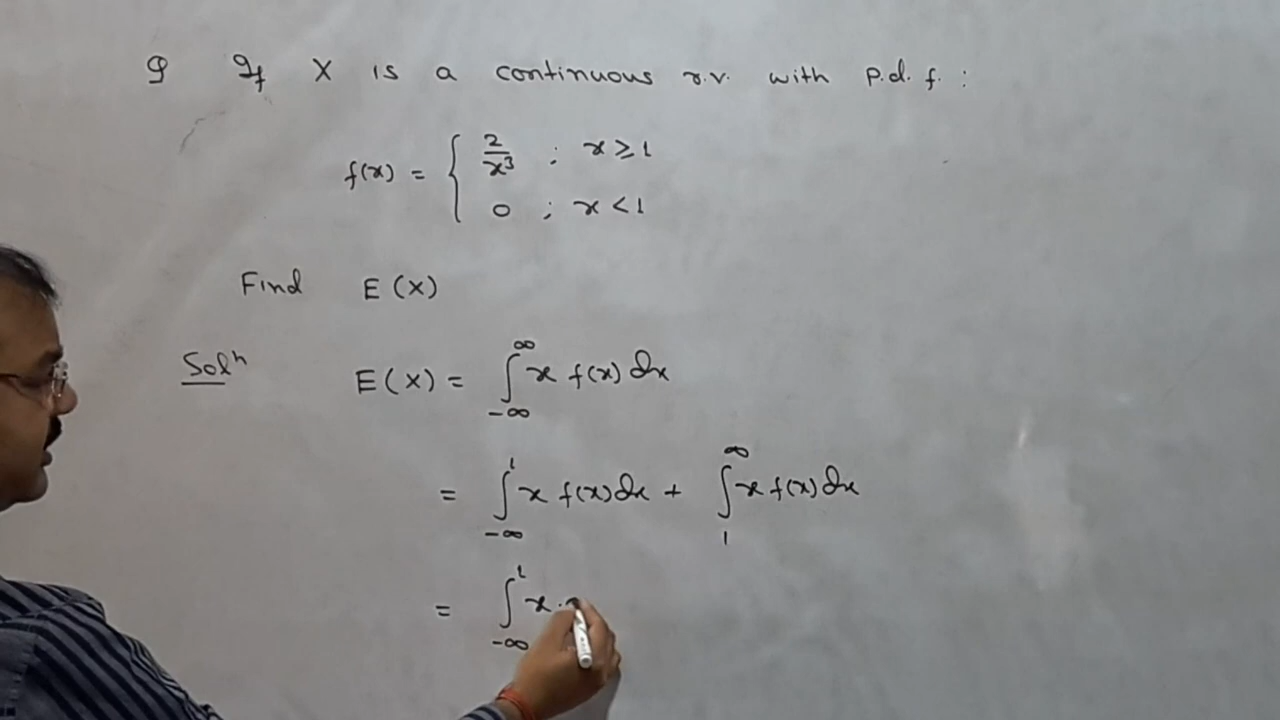 Q If X is a continuous r.v. with p.d.f. :
f(x) = { 2/x³ ; x ≥ 1
0 ; x < 1
Find E(X)
Solⁿ E(X) = ∫_{-∞}^{∞} x f(x) dx
= ∫_{-∞}^{1} x f(x) dx + ∫_{1}^{∞} x f(x) dx
= ∫_{-∞}^{1} x ·